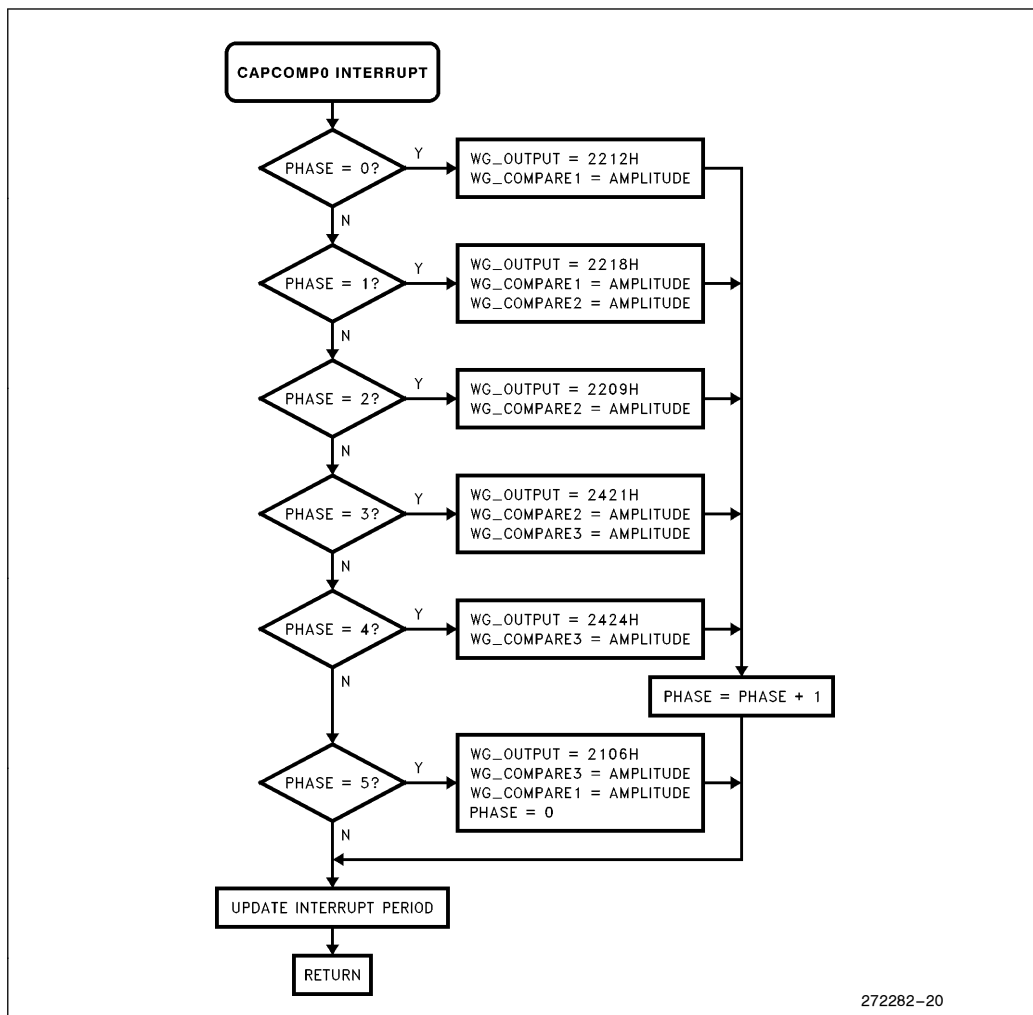 CAPCOMP0 INTERRUPT
PHASE = 0?
Y
WG_OUTPUT = 2212H
WG_COMPARE1 = AMPLITUDE
N
PHASE = 1?
Y
WG_OUTPUT = 2218H
WG_COMPARE1 = AMPLITUDE
WG_COMPARE2 = AMPLITUDE
N
PHASE = 2?
Y
WG_OUTPUT = 2209H
WG_COMPARE2 = AMPLITUDE
N
PHASE = 3?
Y
WG_OUTPUT = 2421H
WG_COMPARE2 = AMPLITUDE
WG_COMPARE3 = AMPLITUDE
N
PHASE = 4?
Y
WG_OUTPUT = 2424H
WG_COMPARE3 = AMPLITUDE
N
PHASE = PHASE + 1
PHASE = 5?
Y
WG_OUTPUT = 2106H
WG_COMPARE3 = AMPLITUDE
WG_COMPARE1 = AMPLITUDE
PHASE = 0
N
UPDATE INTERRUPT PERIOD
RETURN
272282–20